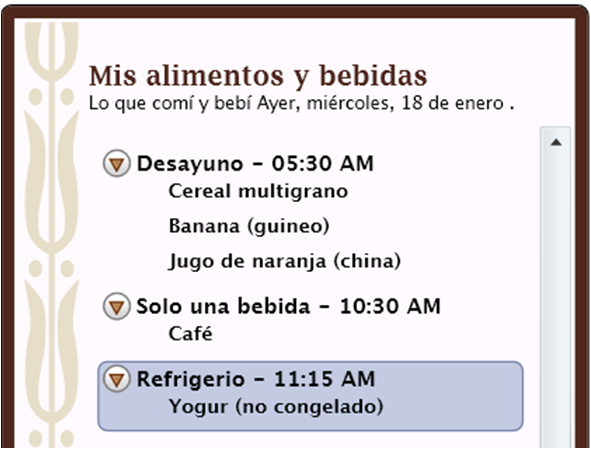 Mis alimentos y bebidas
Lo que comí y bebí Ayer, miércoles, 18 de enero .
Desayuno – 05:30 AM
Cereal multigrano
Banana (guineo)
Jugo de naranja (china)
Solo una bebida – 10:30 AM
Café
Refrigerio – 11:15 AM
Yogur (no congelado)